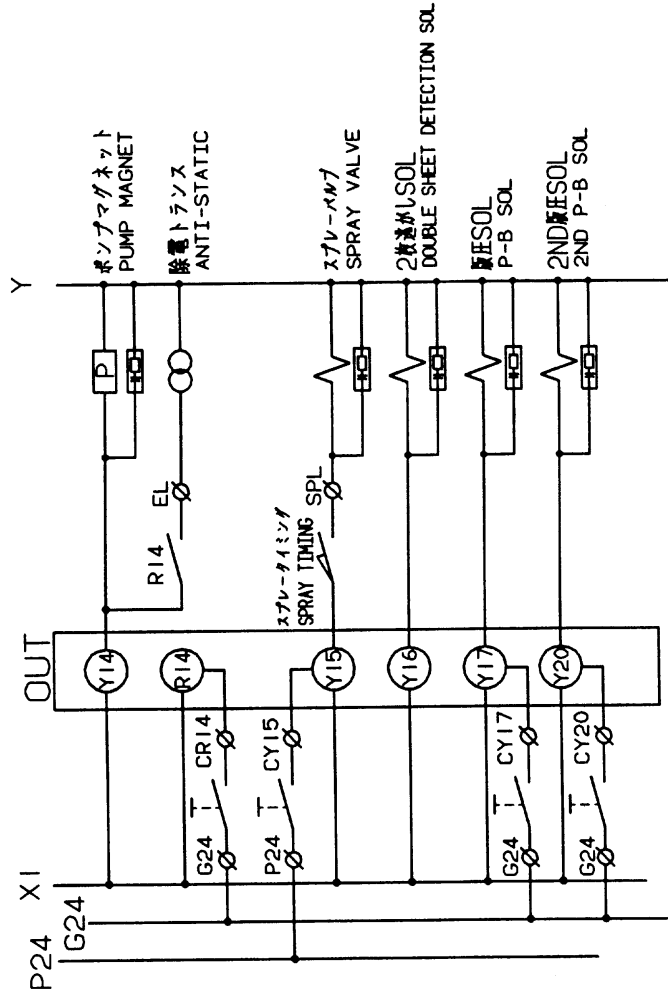 Y
ポンプマグネット
PUMP MAGNET
除電トランス
ANTI-STATIC
スプレーバルブ
SPRAY VALVE
2枚逃がしSOL
DOUBLE SHEET DETECTION SOL
版圧SOL
P-B SOL
2ND版圧SOL
2ND P-B SOL
P
EL
R14
スプレータイミング
SPRAY TIMING
SPL
OUT
Y14
R14
Y15
Y16
Y17
Y20
CR14
CY15
CY17
CY20
G24
P24
G24
G24
X1
G24
P24